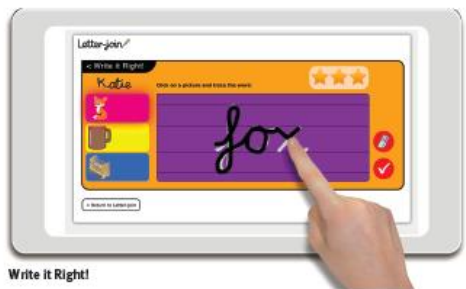 Letter-join
< Write it Right!
Katie
Click on a picture and trace the word.
fox
< Return to Letter-join
Write it Right!